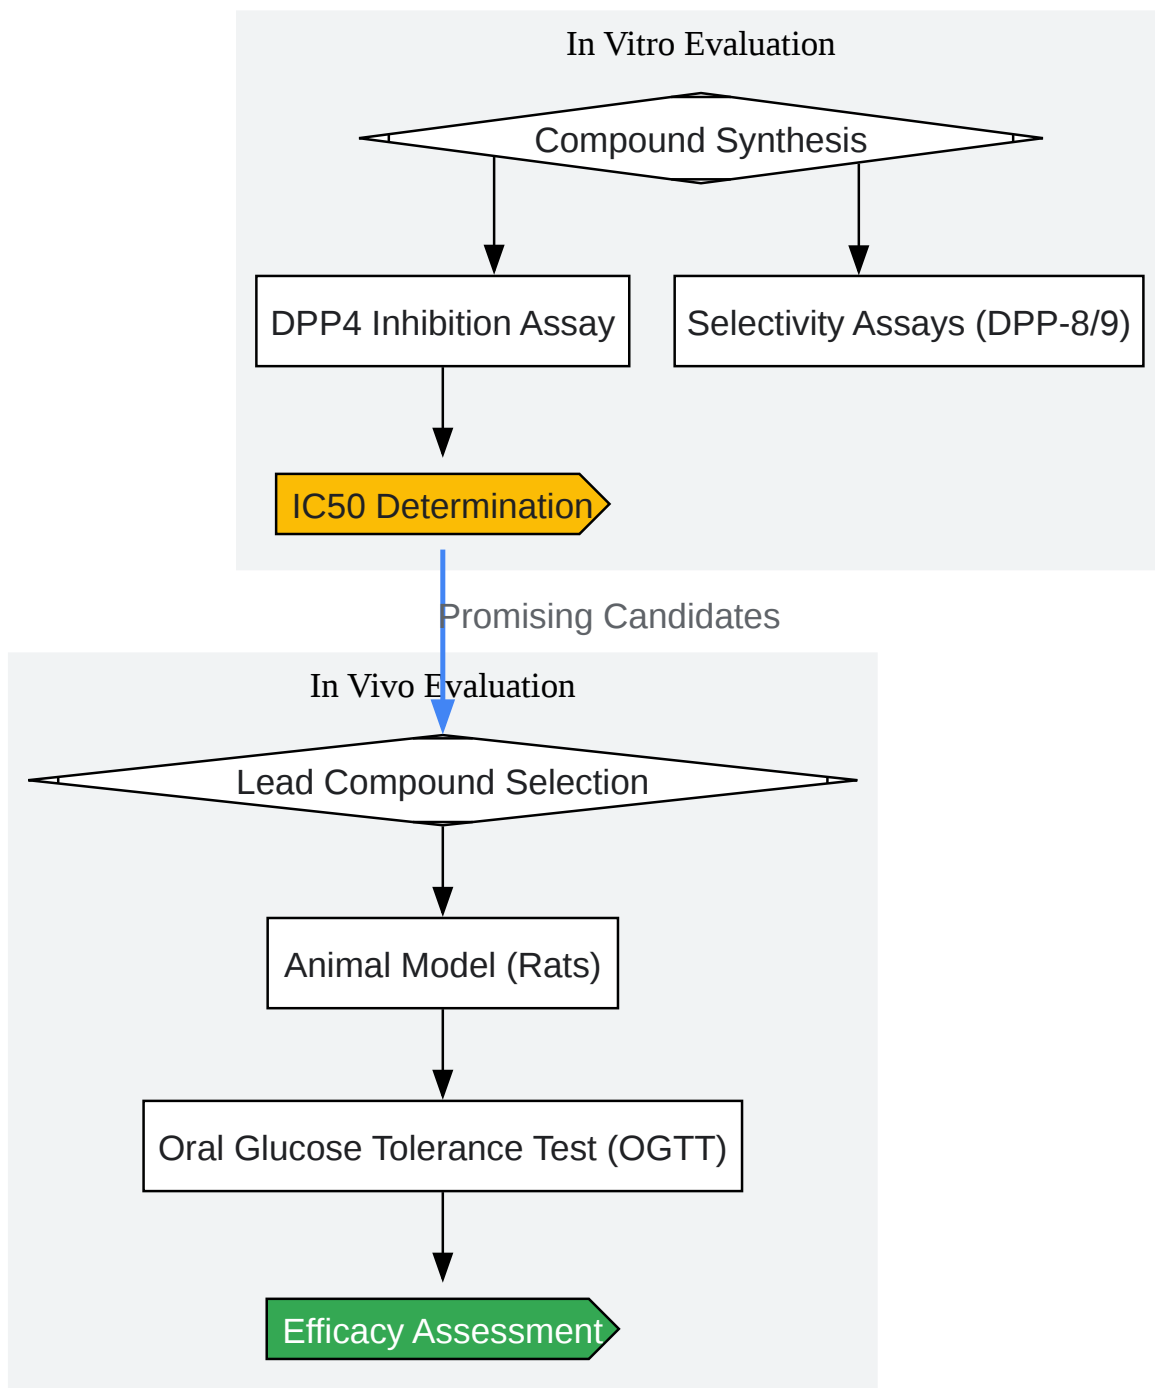 In Vitro Evaluation
Compound Synthesis
DPP4 Inhibition Assay
Selectivity Assays (DPP-8/9)
IC50 Determination
Promising Candidates
In Vivo Evaluation
Lead Compound Selection
Animal Model (Rats)
Oral Glucose Tolerance Test (OGTT)
Efficacy Assessment